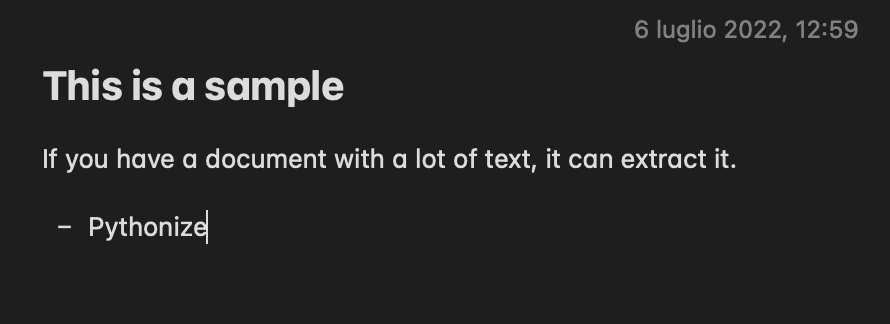 6 luglio 2022, 12:59
This is a sample
If you have a document with a lot of text, it can extract it.
– Pythonize